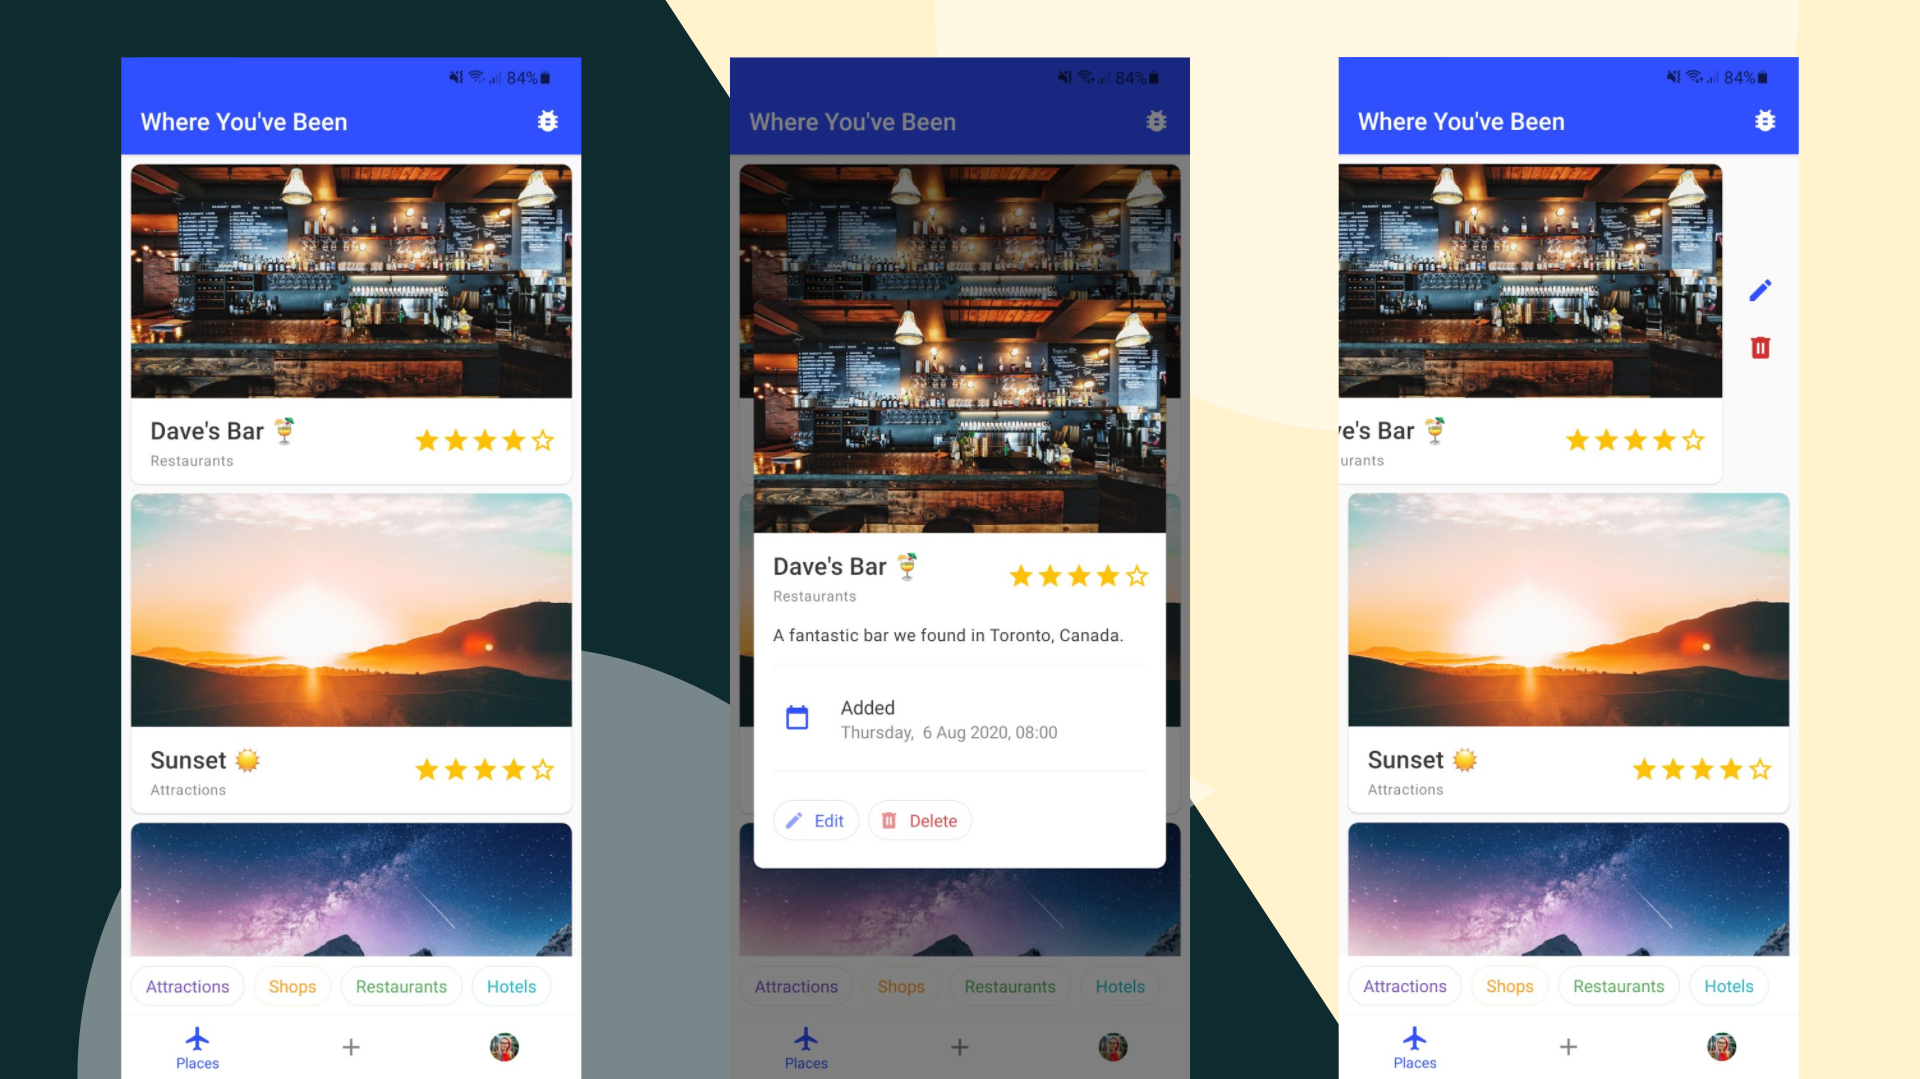 84%
Where You've Been
Dave's Bar
Restaurants
Sunset
Attractions
Attractions Shops Restaurants Hotels
Places
84%
Where You've Been
Dave's Bar
Restaurants
A fantastic bar we found in Toronto, Canada.
Added
Thursday, 6 Aug 2020, 08:00
Edit Delete
Attractions Shops Restaurants Hotels
Places
84%
Where You've Been
e's Bar
urants
Sunset
Attractions
Attractions Shops Restaurants Hotels
Places